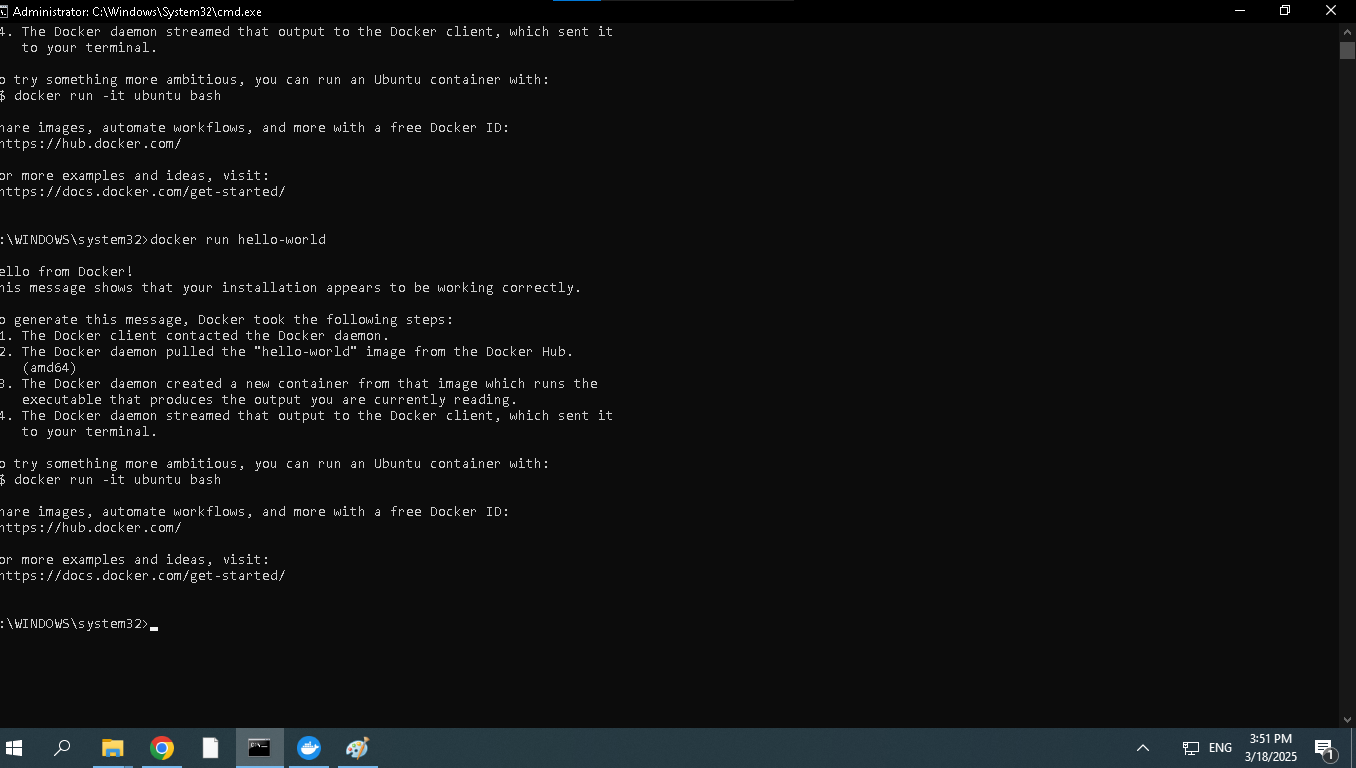 Administrator: C:\Windows\System32\cmd.exe
4. The Docker daemon streamed that output to the Docker client, which sent it
to your terminal.
o try something more ambitious, you can run an Ubuntu container with:
$ docker run -it ubuntu bash
hare images, automate workflows, and more with a free Docker ID:
https://hub.docker.com/
or more examples and ideas, visit:
https://docs.docker.com/get-started/
:\WINDOWS\system32>docker run hello-world
ello from Docker!
his message shows that your installation appears to be working correctly.
o generate this message, Docker took the following steps:
1. The Docker client contacted the Docker daemon.
2. The Docker daemon pulled the "hello-world" image from the Docker Hub.
(amd64)
3. The Docker daemon created a new container from that image which runs the
executable that produces the output you are currently reading.
4. The Docker daemon streamed that output to the Docker client, which sent it
to your terminal.
o try something more ambitious, you can run an Ubuntu container with:
$ docker run -it ubuntu bash
hare images, automate workflows, and more with a free Docker ID:
https://hub.docker.com/
or more examples and ideas, visit:
https://docs.docker.com/get-started/
:\WINDOWS\system32>
ENG
3:51 PM
3/18/2025
1